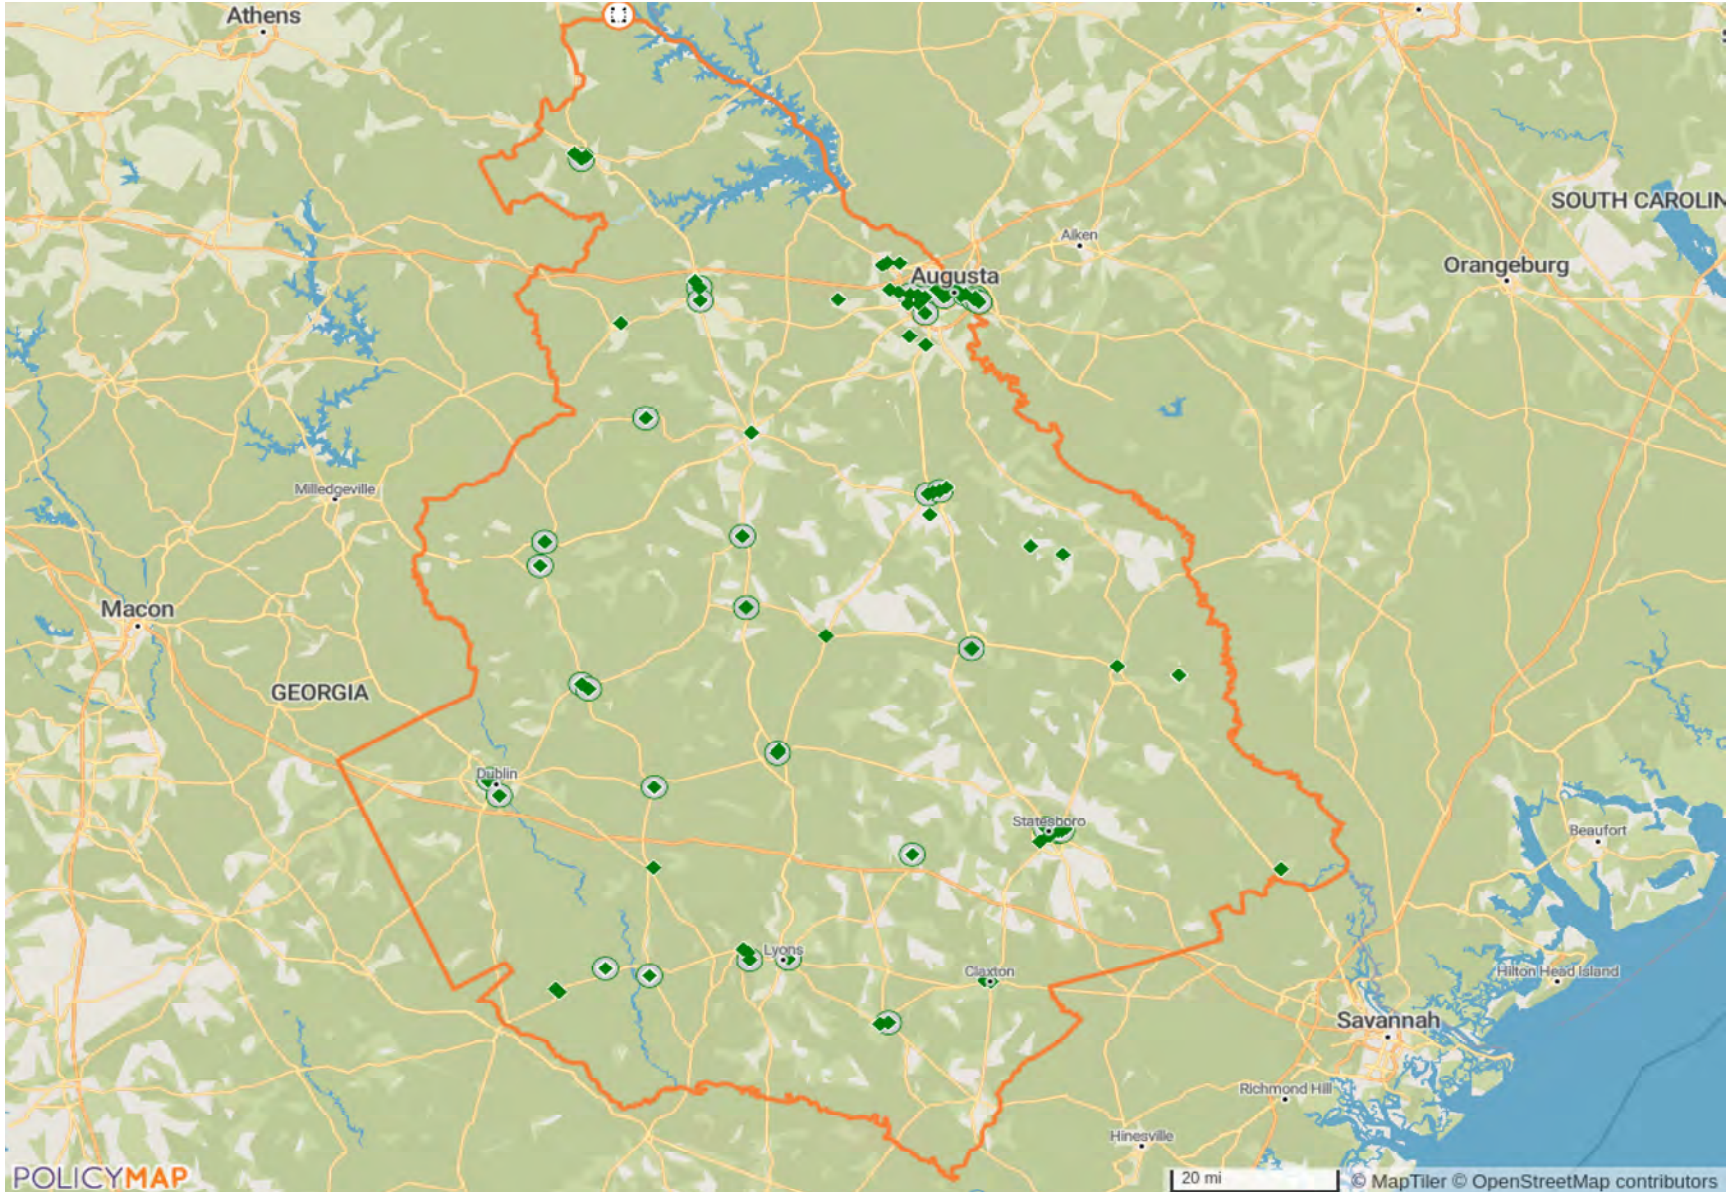 Athens
SOUTH CAROLIN
Aiken
Augusta
Orangeburg
Milledgeville
Macon
GEORGIA
Dublin
Statesboro
Beaufort
Lyons
Claxton
Hilton Head Island
Savannah
Richmond Hill
Hinesville
POLICYMAP
20 mi
© MapTiler © OpenStreetMap contributors